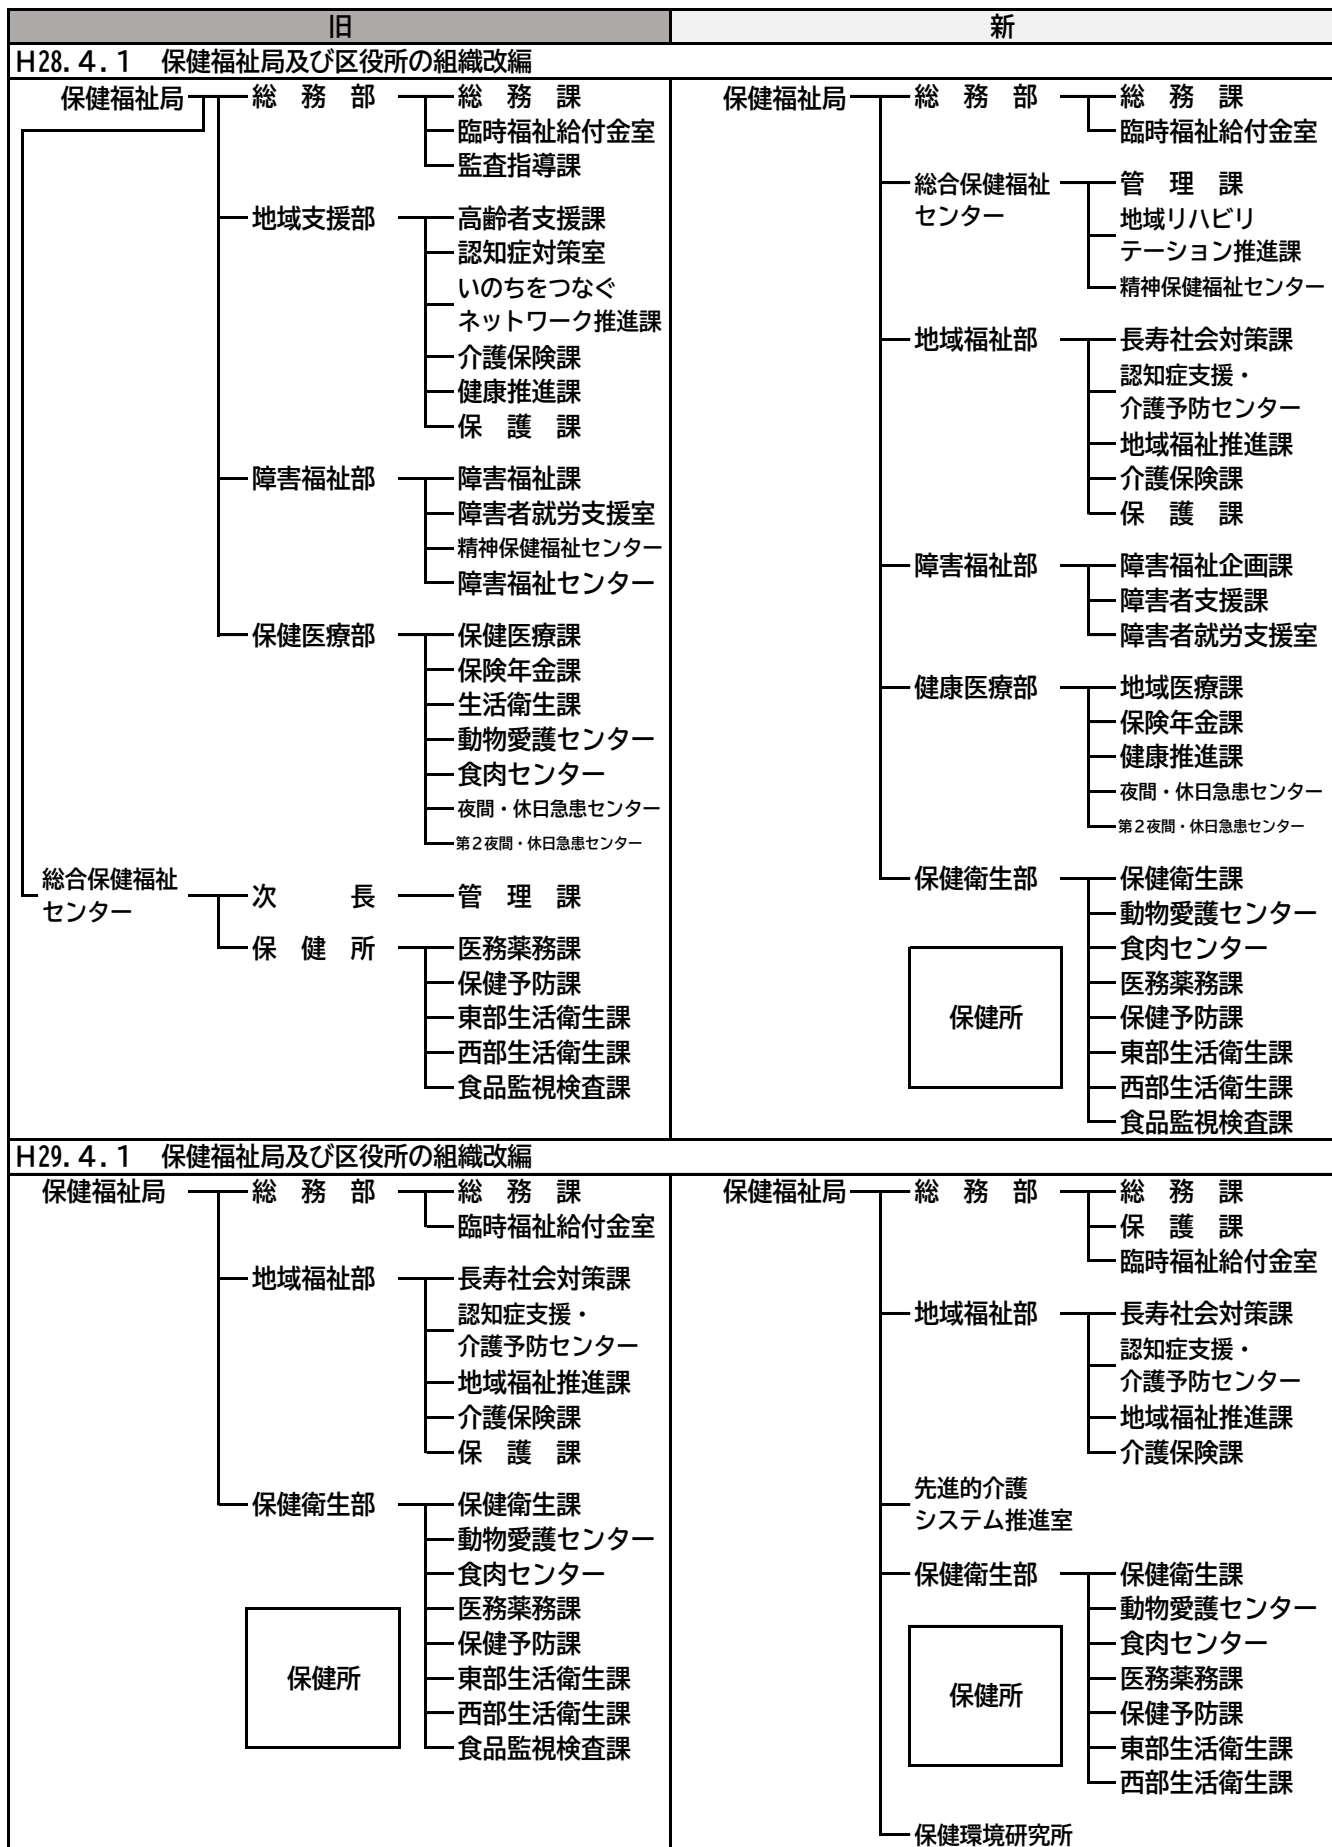 旧
新
H28.4.1 保健福祉局及び区役所の組織改編
保健福祉局
総務部
総務課
臨時福祉給付金室
監査指導課
地域支援部
高齢者支援課
認知症対策室
いのちをつなぐ
ネットワーク推進課
介護保険課
健康推進課
保護課
障害福祉部
障害福祉課
障害者就労支援室
精神保健福祉センター
障害福祉センター
保健医療部
保健医療課
保険年金課
生活衛生課
動物愛護センター
食肉センター
夜間・休日急患センター
第2夜間・休日急患センター
総合保健福祉
センター
次長
管理課
保健所
医務薬務課
保健予防課
東部生活衛生課
西部生活衛生課
食品監視検査課
保健福祉局
総務部
総務課
臨時福祉給付金室
総合保健福祉
センター
管理課
地域リハビリ
テーション推進課
精神保健福祉センター
地域福祉部
長寿社会対策課
認知症支援・
介護予防センター
地域福祉推進課
介護保険課
保護課
障害福祉部
障害福祉企画課
障害者支援課
障害者就労支援室
健康医療部
地域医療課
保険年金課
健康推進課
夜間・休日急患センター
第2夜間・休日急患センター
保健衛生部
保健衛生課
動物愛護センター
食肉センター
医務薬務課
保健予防課
東部生活衛生課
西部生活衛生課
食品監視検査課
保健所
H29.4.1 保健福祉局及び区役所の組織改編
保健福祉局
総務部
総務課
臨時福祉給付金室
地域福祉部
長寿社会対策課
認知症支援・
介護予防センター
地域福祉推進課
介護保険課
保護課
保健衛生部
保健衛生課
動物愛護センター
食肉センター
医務薬務課
保健予防課
東部生活衛生課
西部生活衛生課
食品監視検査課
保健所
保健福祉局
総務部
総務課
保護課
臨時福祉給付金室
地域福祉部
長寿社会対策課
認知症支援・
介護予防センター
地域福祉推進課
介護保険課
先進的介護
システム推進室
保健衛生部
保健衛生課
動物愛護センター
食肉センター
医務薬務課
保健予防課
東部生活衛生課
西部生活衛生課
保健所
保健環境研究所